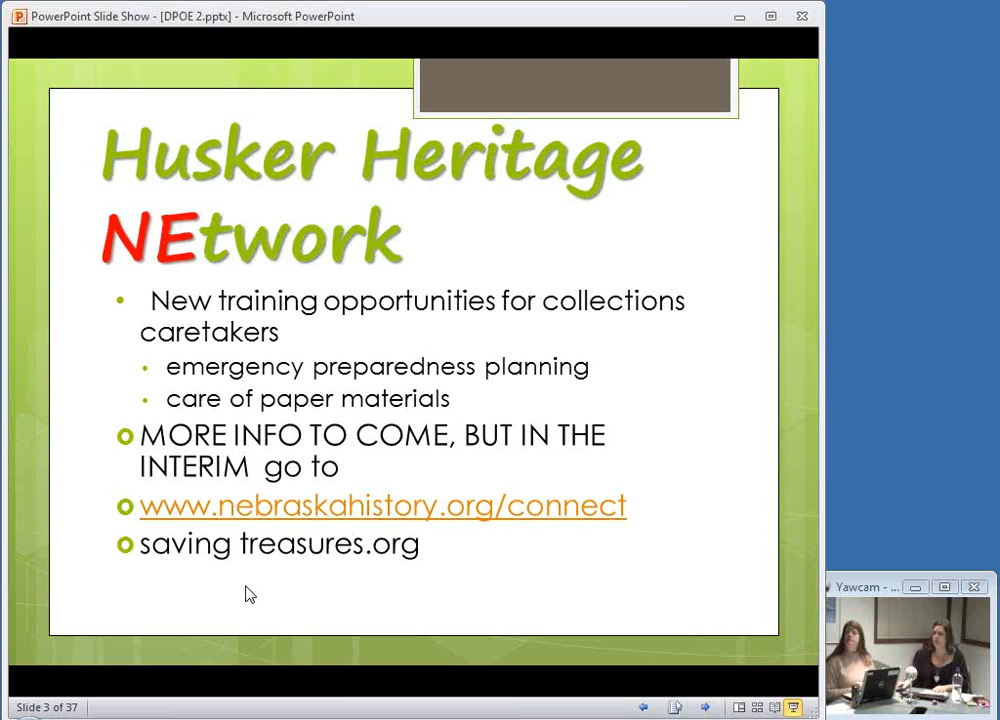 PowerPoint Slide Show - [DPOE 2.pptx] - Microsoft PowerPoint
Husker Heritage
NEtwork
• New training opportunities for collections
caretakers
• emergency preparedness planning
• care of paper materials
MORE INFO TO COME, BUT IN THE
INTERIM go to
www.nebraskahistory.org/connect
saving treasures.org
Yawcam - ...
Slide 3 of 37